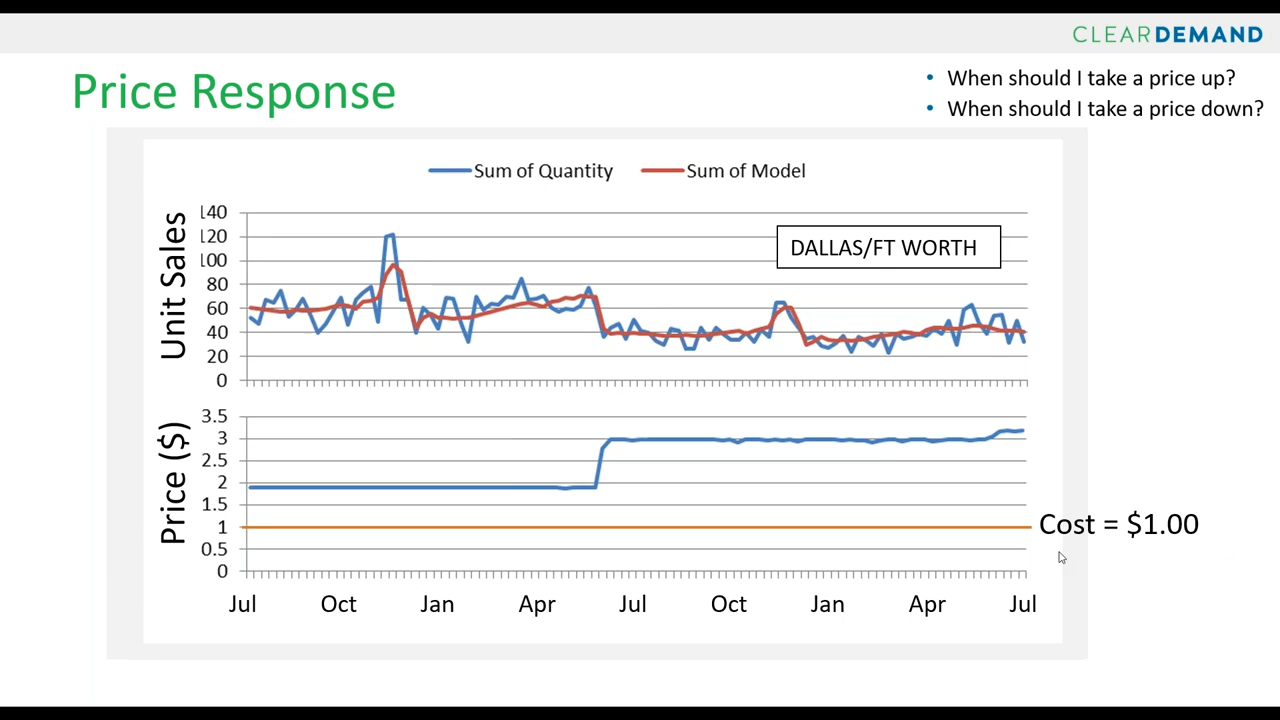 CLEARDEMAND
Price Response
• When should I take a price up?
• When should I take a price down?
Sum of Quantity Sum of Model
Unit Sales
140
120
100
80
60
40
20
0
DALLAS/FT WORTH
Price ($)
3.5
3
2.5
2
1.5
1
0.5
0
Cost = $1.00
Jul Oct Jan Apr Jul Oct Jan Apr Jul